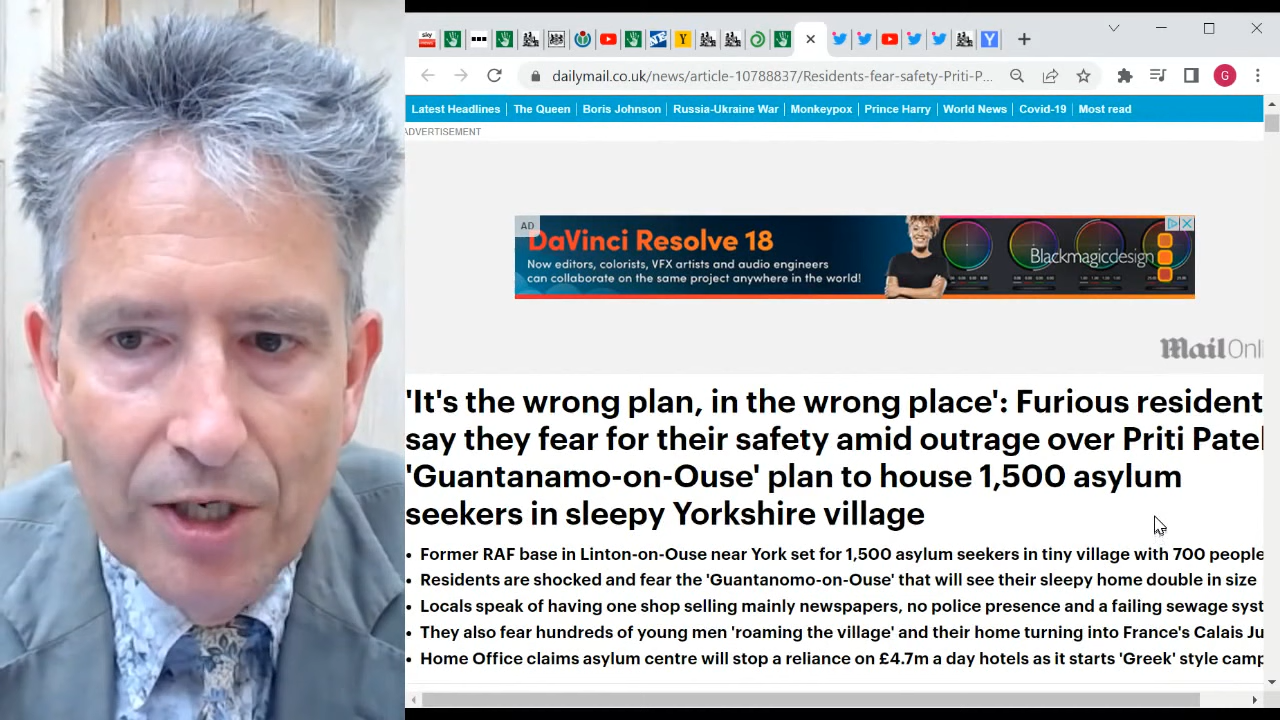 sky
news
Y
Y
dailymail.co.uk/news/article-10788837/Residents-fear-safety-Priti-P...
G
Latest Headlines | The Queen | Boris Johnson | Russia-Ukraine War | Monkeypox | Prince Harry | World News | Covid-19 | Most read
ADVERTISEMENT
AD
DaVinci Resolve 18
Now editors, colorists, VFX artists and audio engineers
can collaborate on the same project anywhere in the world!
Blackmagicdesign
Mail Onli
'It's the wrong plan, in the wrong place': Furious resident
say they fear for their safety amid outrage over Priti Patel
'Guantanamo-on-Ouse' plan to house 1,500 asylum
seekers in sleepy Yorkshire village
• Former RAF base in Linton-on-Ouse near York set for 1,500 asylum seekers in tiny village with 700 people
• Residents are shocked and fear the 'Guantanomo-on-Ouse' that will see their sleepy home double in size
• Locals speak of having one shop selling mainly newspapers, no police presence and a failing sewage syst
• They also fear hundreds of young men 'roaming the village' and their home turning into France's Calais Ju
• Home Office claims asylum centre will stop a reliance on £4.7m a day hotels as it starts 'Greek' style camp